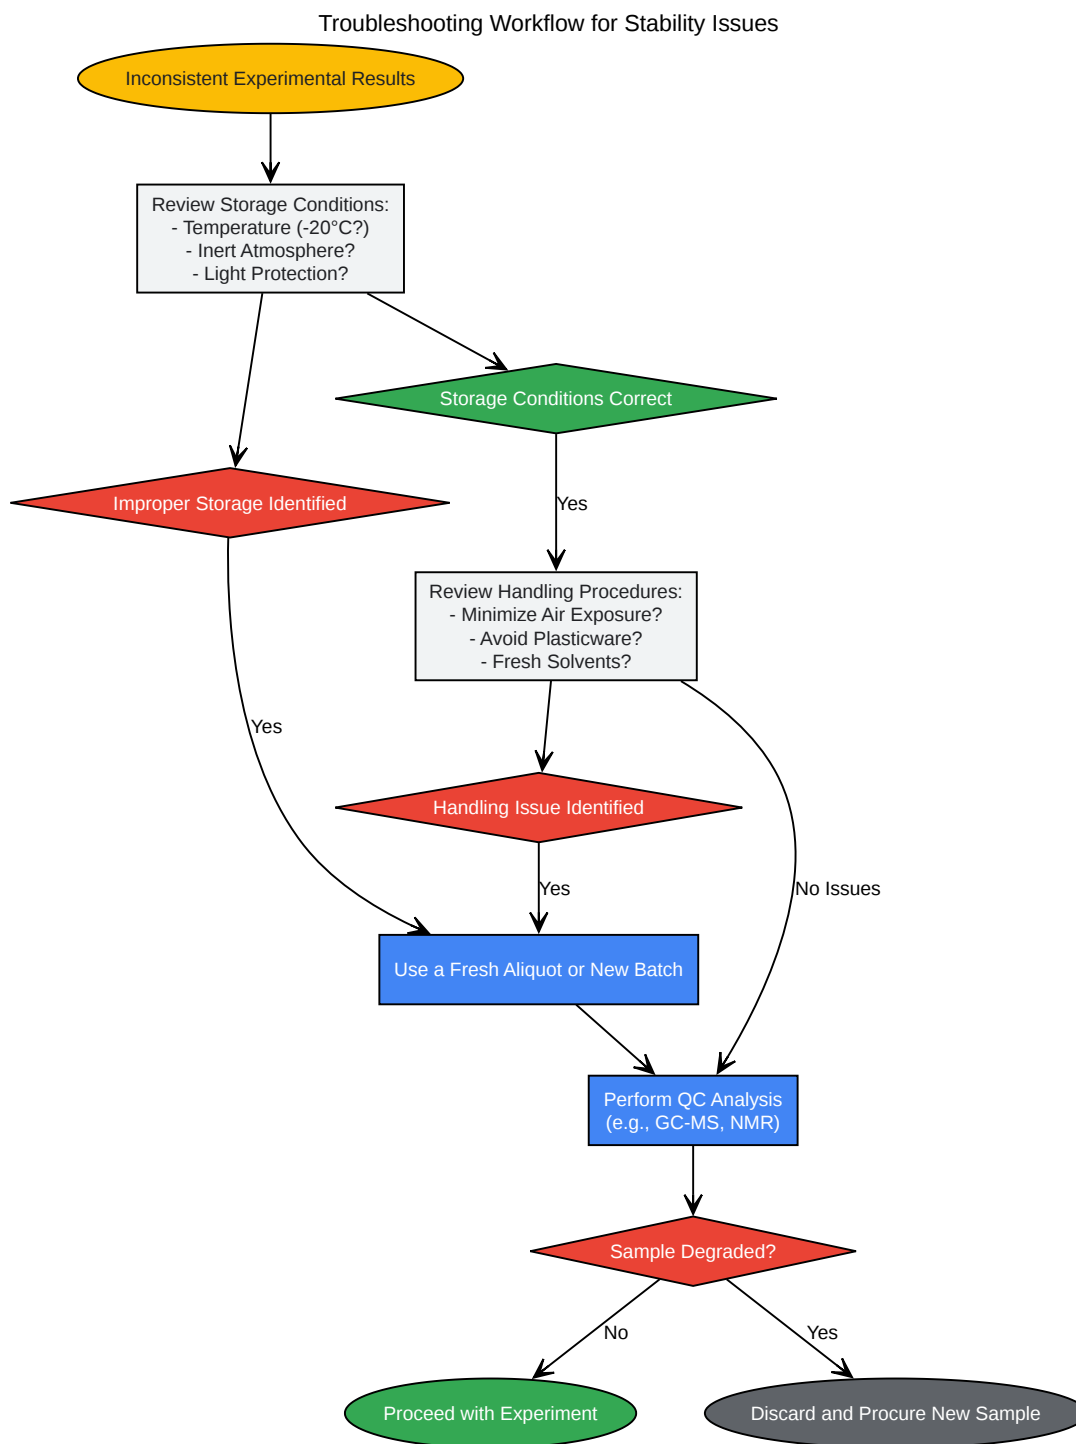 Troubleshooting Workflow for Stability Issues
Inconsistent Experimental Results
Review Storage Conditions:
- Temperature (-20°C?)
- Inert Atmosphere?
- Light Protection?
Storage Conditions Correct
Improper Storage Identified
Yes
Review Handling Procedures:
- Minimize Air Exposure?
- Avoid Plasticware?
- Fresh Solvents?
Yes
Handling Issue Identified
Yes
No Issues
Use a Fresh Aliquot or New Batch
Perform QC Analysis
(e.g., GC-MS, NMR)
Sample Degraded?
No
Yes
Proceed with Experiment
Discard and Procure New Sample